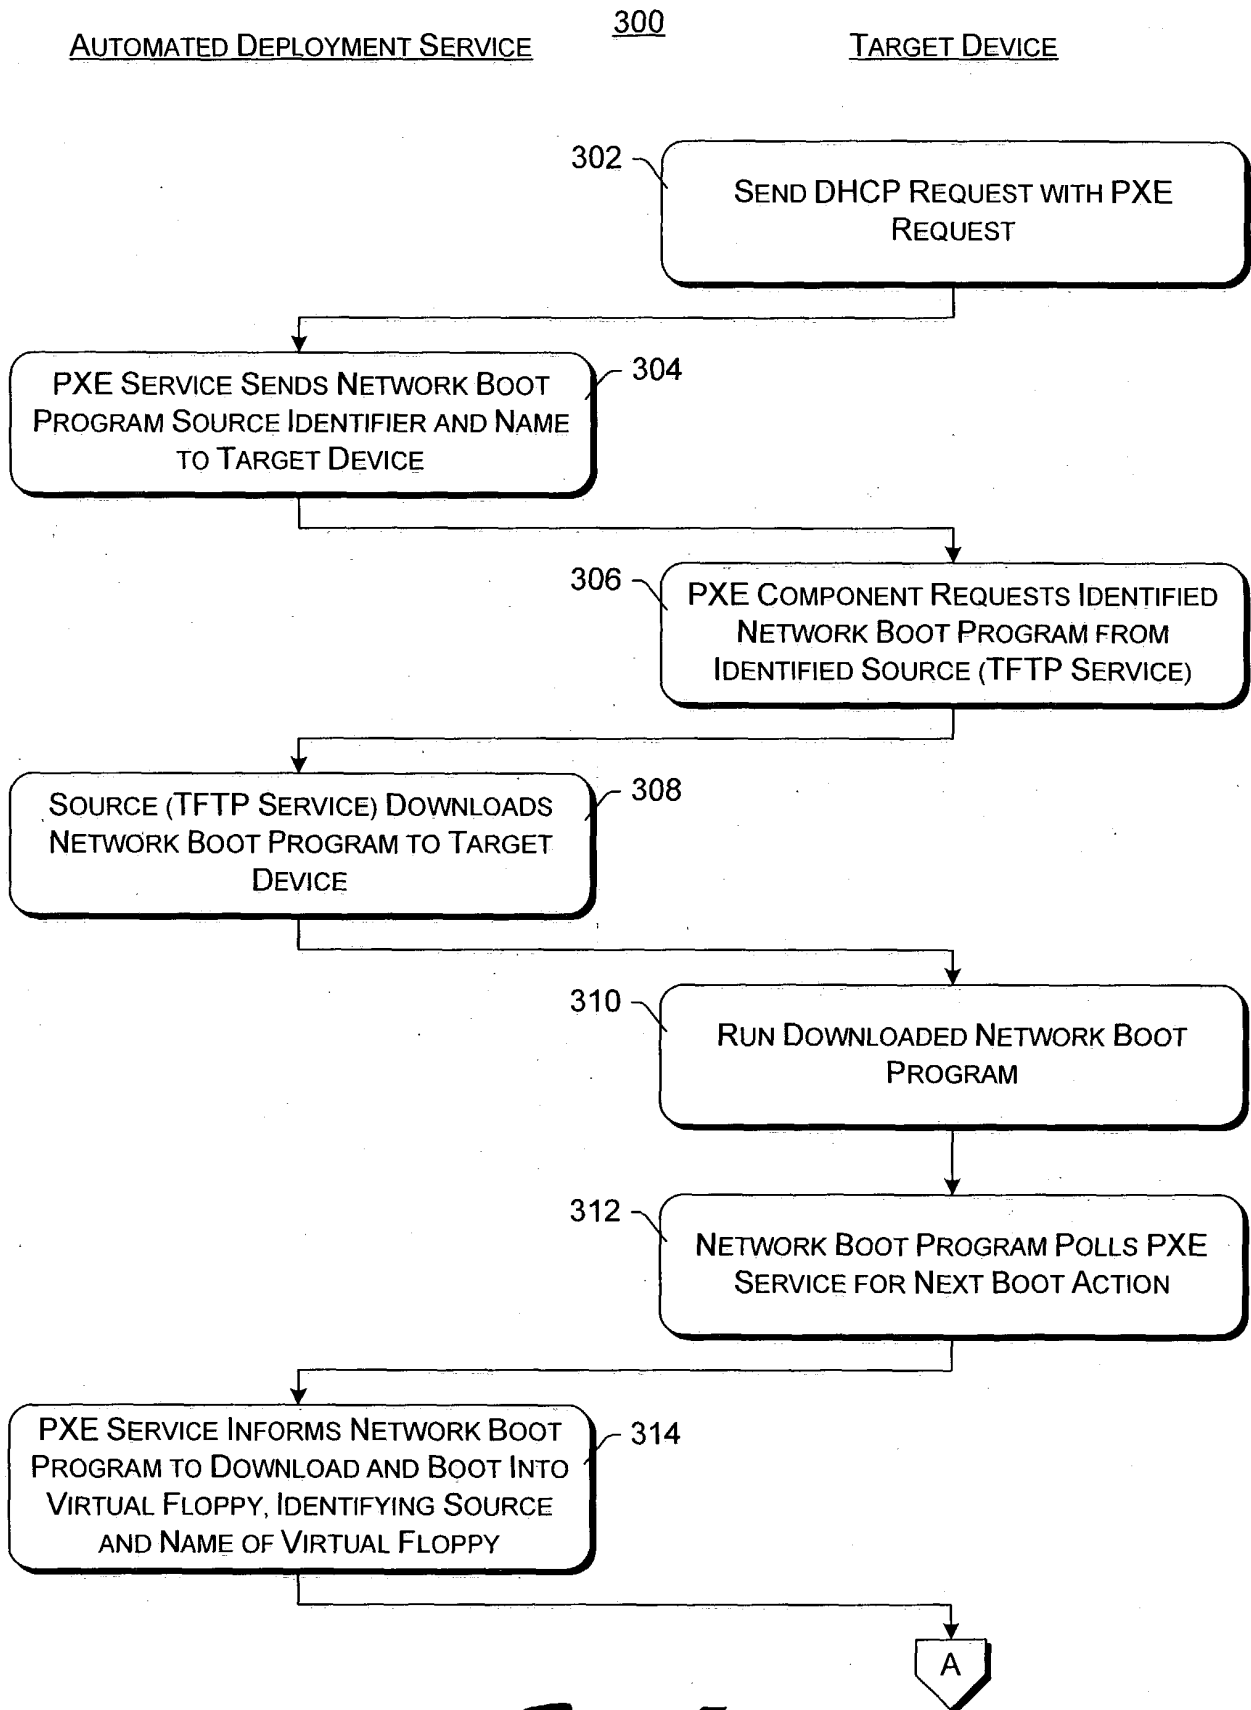 300
AUTOMATED DEPLOYMENT SERVICE
TARGET DEVICE
302
SEND DHCP REQUEST WITH PXE
REQUEST
304
PXE SERVICE SENDS NETWORK BOOT
PROGRAM SOURCE IDENTIFIER AND NAME
TO TARGET DEVICE
306
PXE COMPONENT REQUESTS IDENTIFIED
NETWORK BOOT PROGRAM FROM
IDENTIFIED SOURCE (TFTP SERVICE)
308
SOURCE (TFTP SERVICE) DOWNLOADS
NETWORK BOOT PROGRAM TO TARGET
DEVICE
310
RUN DOWNLOADED NETWORK BOOT
PROGRAM
312
NETWORK BOOT PROGRAM POLLS PXE
SERVICE FOR NEXT BOOT ACTION
314
PXE SERVICE INFORMS NETWORK BOOT
PROGRAM TO DOWNLOAD AND BOOT INTO
VIRTUAL FLOPPY, IDENTIFYING SOURCE
AND NAME OF VIRTUAL FLOPPY
A